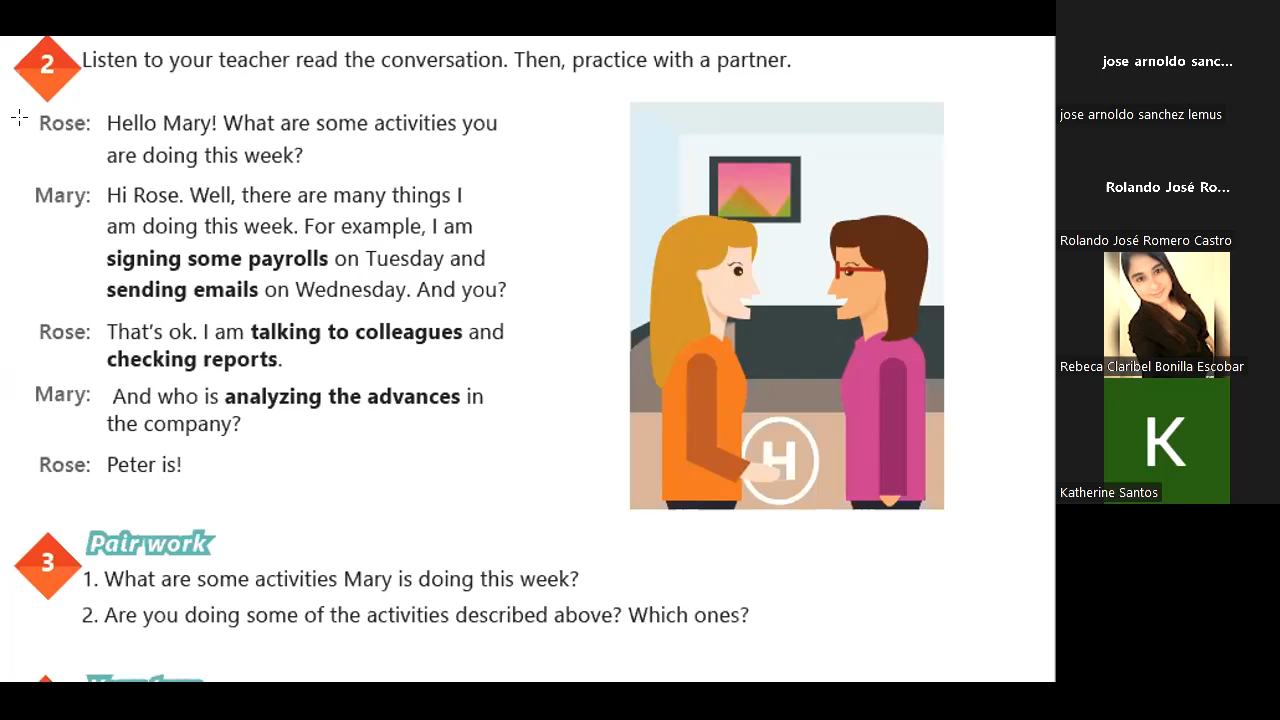 2
Listen to your teacher read the conversation. Then, practice with a partner.
Rose: Hello Mary! What are some activities you
are doing this week?
Mary: Hi Rose. Well, there are many things I
am doing this week. For example, I am
signing some payrolls on Tuesday and
sending emails on Wednesday. And you?
Rose: That's ok. I am talking to colleagues and
checking reports.
Mary: And who is analyzing the advances in
the company?
Rose: Peter is!
H
3
Pair work
1. What are some activities Mary is doing this week?
2. Are you doing some of the activities described above? Which ones?
jose arnoldo sanc...
jose arnoldo sanchez lemus
Rolando José Ro...
Rolando José Romero Castro
Rebeca Claribel Bonilla Escobar
K
Katherine Santos